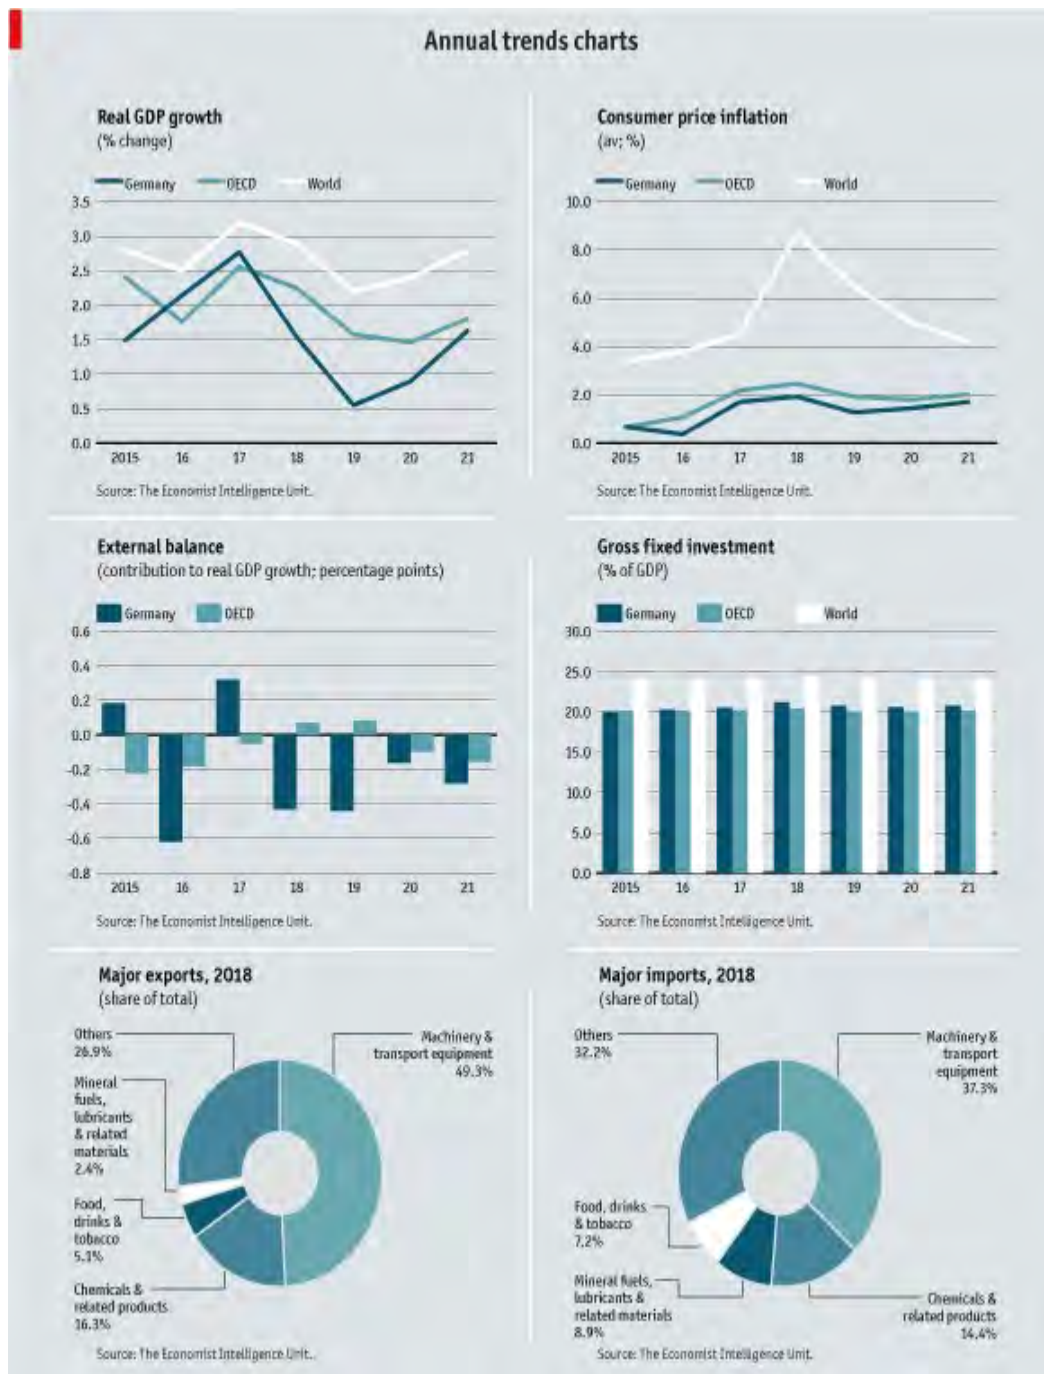 Annual trends charts
Real GDP growth
(% change)
Germany OECD World
3.5
3.0
2.5
2.0
1.5
1.0
0.5
0.0
2015 16 17 18 19 20 21
Source: The Economist Intelligence Unit.
Consumer price inflation
(av; %)
Germany OECD World
10.0
8.0
6.0
4.0
2.0
0.0
2015 16 17 18 19 20 21
Source: The Economist Intelligence Unit.
External balance
(contribution to real GDP growth; percentage points)
Germany OECD
0.6
0.4
0.2
0.0
-0.2
-0.4
-0.6
-0.8
2015 16 17 18 19 20 21
Source: The Economist Intelligence Unit.
Gross fixed investment
(% of GDP)
Germany OECD World
30.0
25.0
20.0
15.0
10.0
5.0
0.0
2015 16 17 18 19 20 21
Source: The Economist Intelligence Unit.
Major exports, 2018
(share of total)
Others
26.9%
Machinery &
transport equipment
49.3%
Mineral
fuels,
lubricants
& related
materials
2.4%
Food,
drinks &
tobacco
5.1%
Chemicals &
related products
16.3%
Source: The Economist Intelligence Unit.
Major imports, 2018
(share of total)
Others
32.2%
Machinery &
transport
equipment
37.3%
Food, drinks
& tobacco
7.2%
Mineral fuels,
lubricants &
related materials
8.9%
Chemicals &
related products
14.4%
Source: The Economist Intelligence Unit.